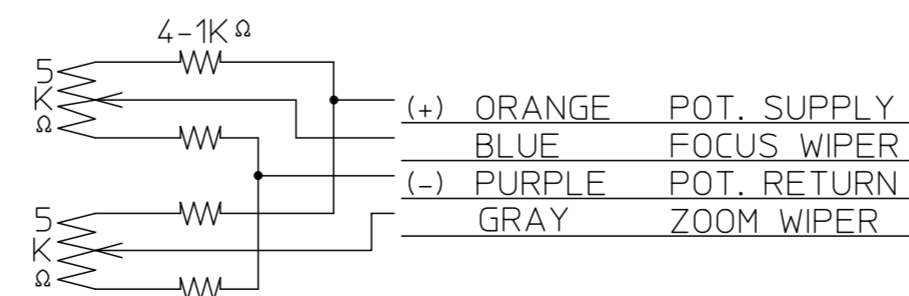 4-1KΩ
5
K
Ω
(+) ORANGE POT. SUPPLY
BLUE FOCUS WIPER
(-) PURPLE POT. RETURN
GRAY ZOOM WIPER
5
K
Ω